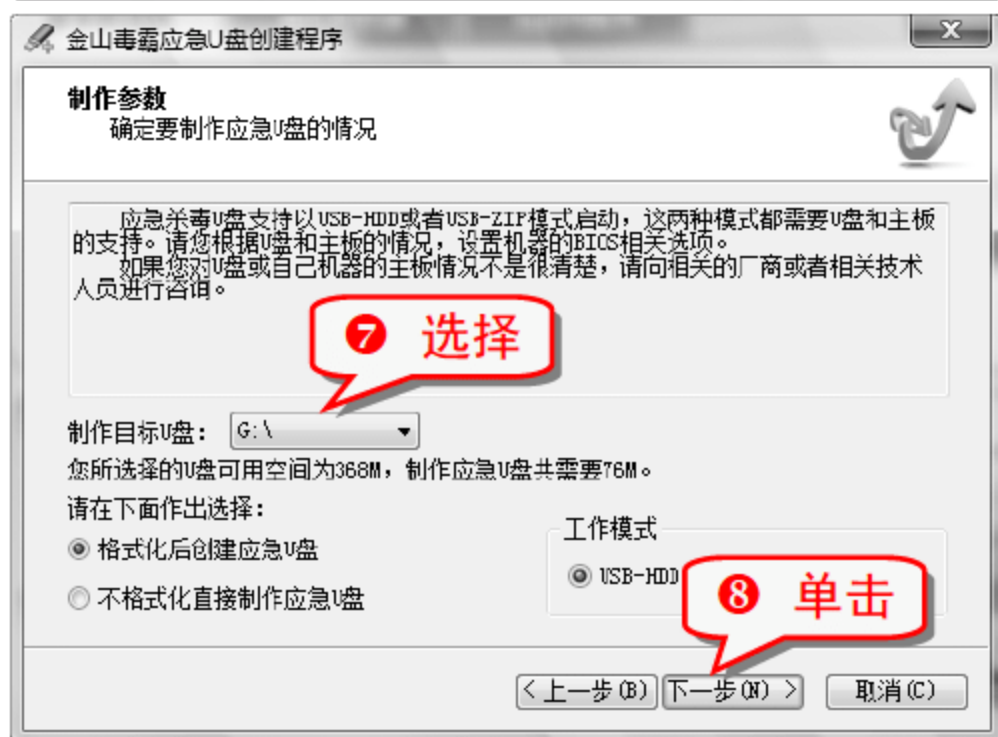 金山毒霸应急U盘创建程序
制作参数
确定要制作应急U盘的情况
应急杀毒U盘支持以USB-HDD或者USB-ZIP模式启动，这两种模式都需要U盘和主板
的支持。请您根据U盘和主板的情况，设置机器的BIOS相关选项。
如果您对U盘或自己机器的主板情况不是很清楚，请向相关的厂商或者相关技术
人员进行咨询。
❼ 选择
制作目标U盘： G:\
您所选择的U盘可用空间为368M，制作应急U盘共需要76M。
请在下面作出选择：
格式化后创建应急U盘
不格式化直接制作应急U盘
工作模式
USB-HDD
❽ 单击
<上一步(B) 下一步(N) > 取消(C)